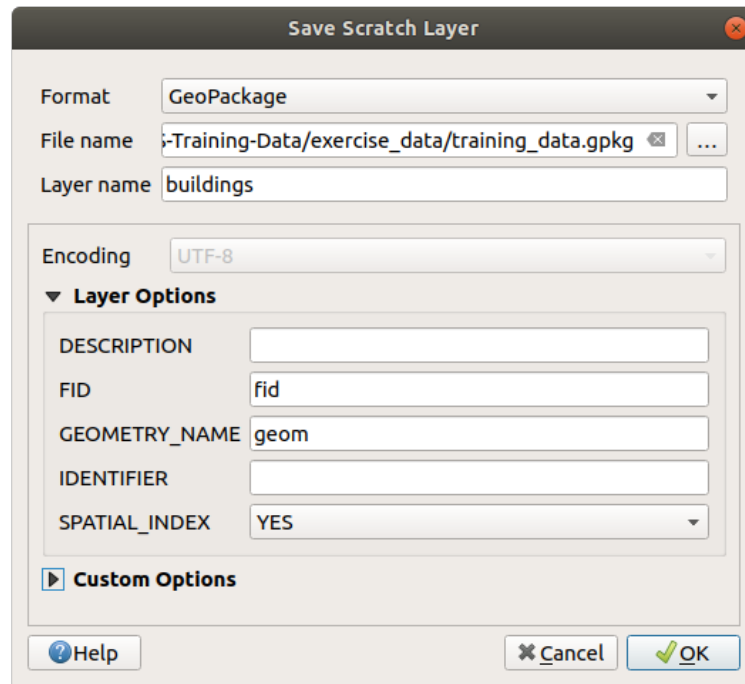 Save Scratch Layer
Format GeoPackage
File name -Training-Data/exercise_data/training_data.gpkg ...
Layer name buildings
Encoding UTF-8
Layer Options
DESCRIPTION
FID fid
GEOMETRY_NAME geom
IDENTIFIER
SPATIAL_INDEX YES
Custom Options
Help Cancel OK